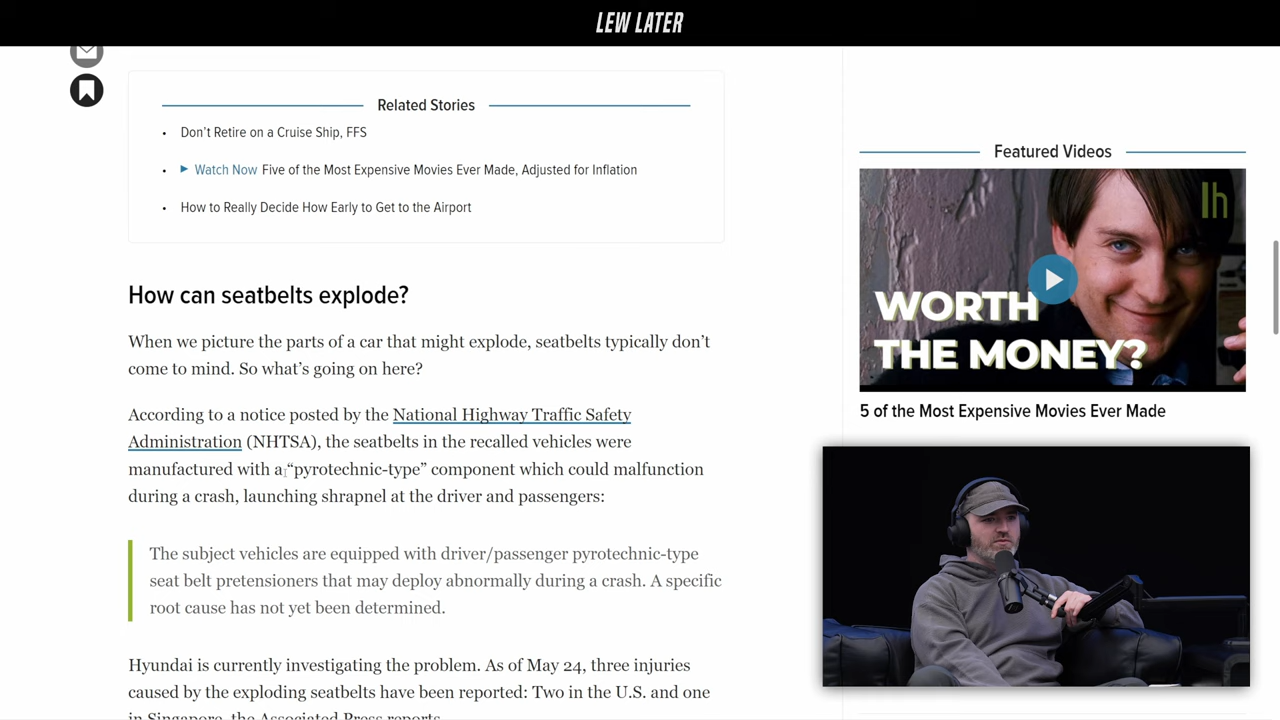 LEW LATER
Related Stories
• Don’t Retire on a Cruise Ship, FFS
• Watch Now Five of the Most Expensive Movies Ever Made, Adjusted for Inflation
• How to Really Decide How Early to Get to the Airport
How can seatbelts explode?
When we picture the parts of a car that might explode, seatbelts typically don’t
come to mind. So what’s going on here?
According to a notice posted by the National Highway Traffic Safety
Administration (NHTSA), the seatbelts in the recalled vehicles were
manufactured with a “pyrotechnic-type” component which could malfunction
during a crash, launching shrapnel at the driver and passengers:
The subject vehicles are equipped with driver/passenger pyrotechnic-type
seat belt pretensioners that may deploy abnormally during a crash. A specific
root cause has not yet been determined.
Hyundai is currently investigating the problem. As of May 24, three injuries
caused by the exploding seatbelts have been reported: Two in the U.S. and one
in Singapore, the Associated Press reports.
Featured Videos
lh
WORTH
THE MONEY?
5 of the Most Expensive Movies Ever Made